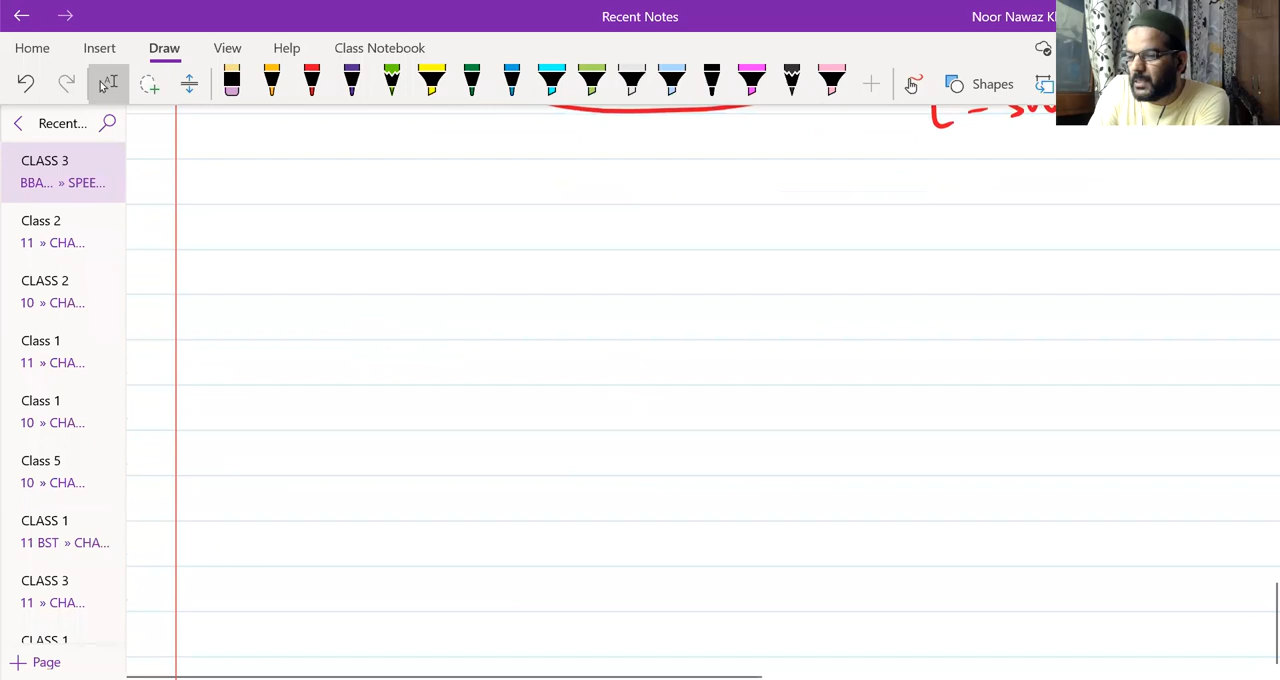 Recent Notes
Noor Nawaz
Home Insert Draw View Help Class Notebook
Shapes
Recent...
CLASS 3
BBA... » SPEE...
Class 2
11 » CHA...
CLASS 2
10 » CHA...
Class 1
11 » CHA...
Class 1
10 » CHA...
Class 5
10 » CHA...
CLASS 1
11 BST » CHA...
CLASS 3
11 » CHA...
CLASS 1
+ Page